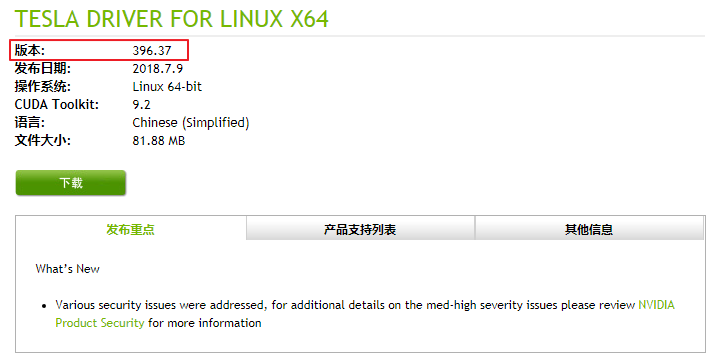 TESLA DRIVER FOR LINUX X64
版本: 396.37
发布日期: 2018.7.9
操作系统: Linux 64-bit
CUDA Toolkit: 9.2
语言: Chinese (Simplified)
文件大小: 81.88 MB
下载
发布重点 产品支持列表 其他信息
What's New
• Various security issues were addressed, for additional details on the med-high severity issues please review NVIDIA
Product Security for more information